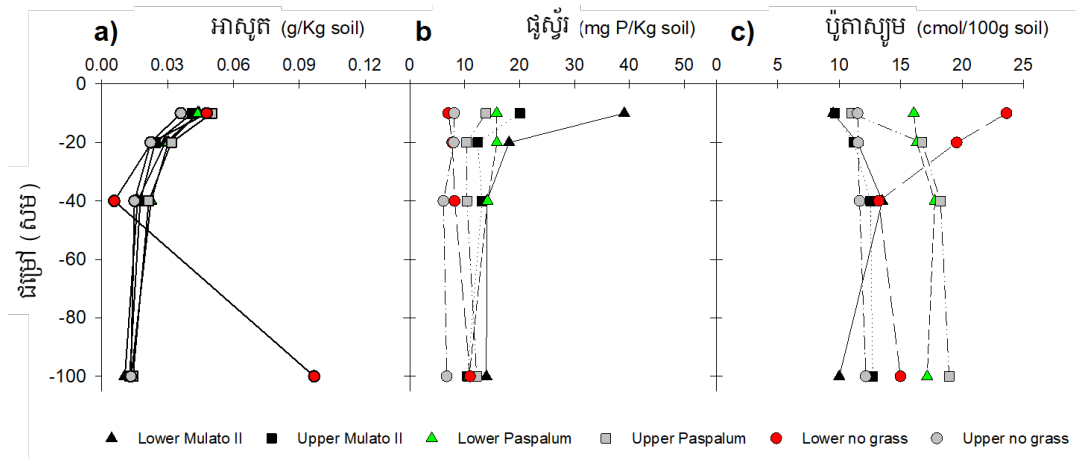 a) អាសូត (g/Kg soil) b ផូស្វ័រ (mg P/Kg soil) c) ប៉ូតាស្យូម (cmol/100g soil)
0.00 0.03 0.06 0.09 0.12 0 10 20 30 40 50 0 5 10 15 20 25
0
-20
-40
-60
-80
-100
ជម្រៅ (សម)
Lower Mulato II Upper Mulato II Lower Paspalum Upper Paspalum Lower no grass Upper no grass